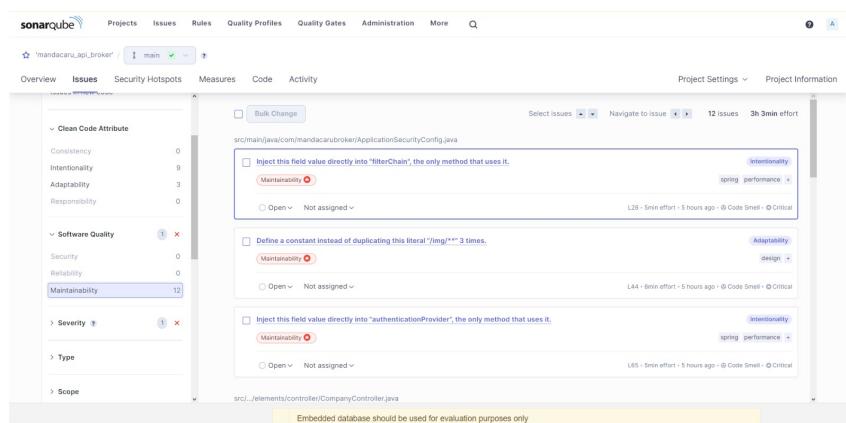 sonarqube Projects Issues Rules Quality Profiles Quality Gates Administration More ? A
'mandacaru_api_broker' / main ?
Overview Issues Security Hotspots Measures Code Activity Project Settings Project Information
Issues in new code
Clean Code Attribute
Consistency 0
Intentionality 9
Adaptability 3
Responsibility 0
Software Quality 1 ×
Security 0
Reliability 0
Maintainability 12
Severity ? 1 ×
Type
Scope
Bulk Change Select issues Navigate to issue 12 issues 3h 3min effort
src/main/java/com/mandacarubroker/ApplicationSecurityConfig.java
Inject this field value directly into "filterChain", the only method that uses it. Intentionality
Maintainability spring performance +
Open Not assigned L28 • 5min effort • 5 hours ago • Code Smell • Critical
Define a constant instead of duplicating this literal "/img/**" 3 times. Adaptability
Maintainability design +
Open Not assigned L44 • 6min effort • 5 hours ago • Code Smell • Critical
Inject this field value directly into "authenticationProvider", the only method that uses it. Intentionality
Maintainability spring performance +
Open Not assigned L65 • 5min effort • 5 hours ago • Code Smell • Critical
src/.../elements/controller/CompanyController.java
Embedded database should be used for evaluation purposes only